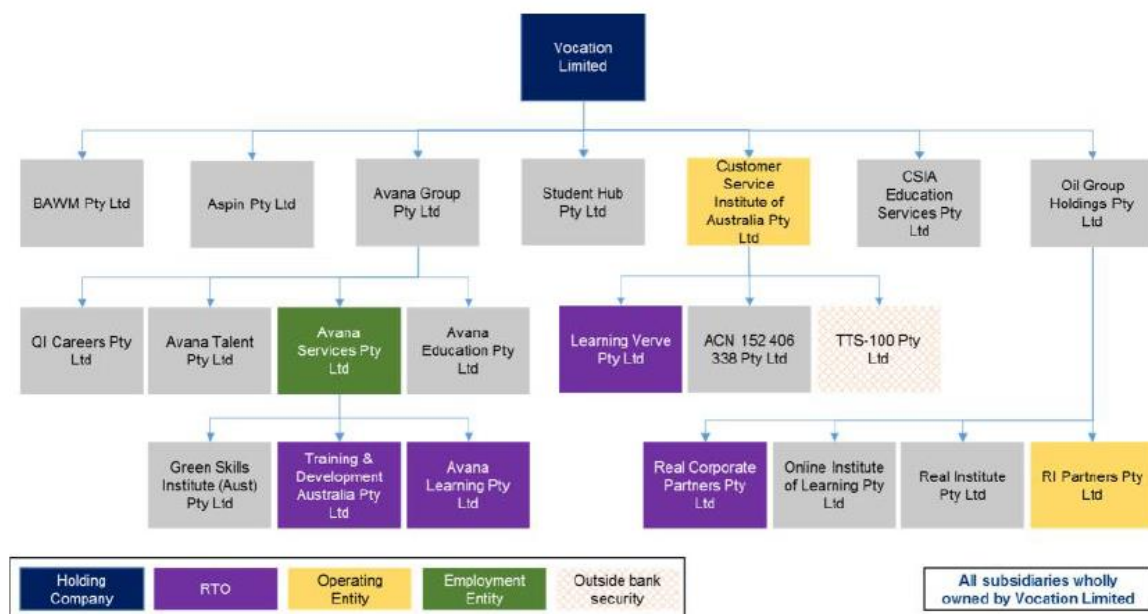 Vocation
Limited
BAWM Pty Ltd
Aspin Pty Ltd
Avana Group
Pty Ltd
Student Hub
Pty Ltd
Customer
Service
Institute of
Australia Pty
Ltd
CSIA
Education
Services Pty
Ltd
Oil Group
Holdings Pty
Ltd
QI Careers Pty
Ltd
Avana Talent
Pty Ltd
Avana
Services Pty
Ltd
Avana
Education Pty
Ltd
Learning Verve
Pty Ltd
ACN 152 406
338 Pty Ltd
TTS-100 Pty
Ltd
Green Skills
Institute (Aust)
Pty Ltd
Training &
Development
Australia Pty
Ltd
Avana
Learning Pty
Ltd
Real Corporate
Partners Pty
Ltd
Online Institute
of Learning Pty
Ltd
Real Institute
Pty Ltd
RI Partners Pty
Ltd
Holding
Company
RTO
Operating
Entity
Employment
Entity
Outside bank
security
All subsidiaries wholly
owned by Vocation Limited